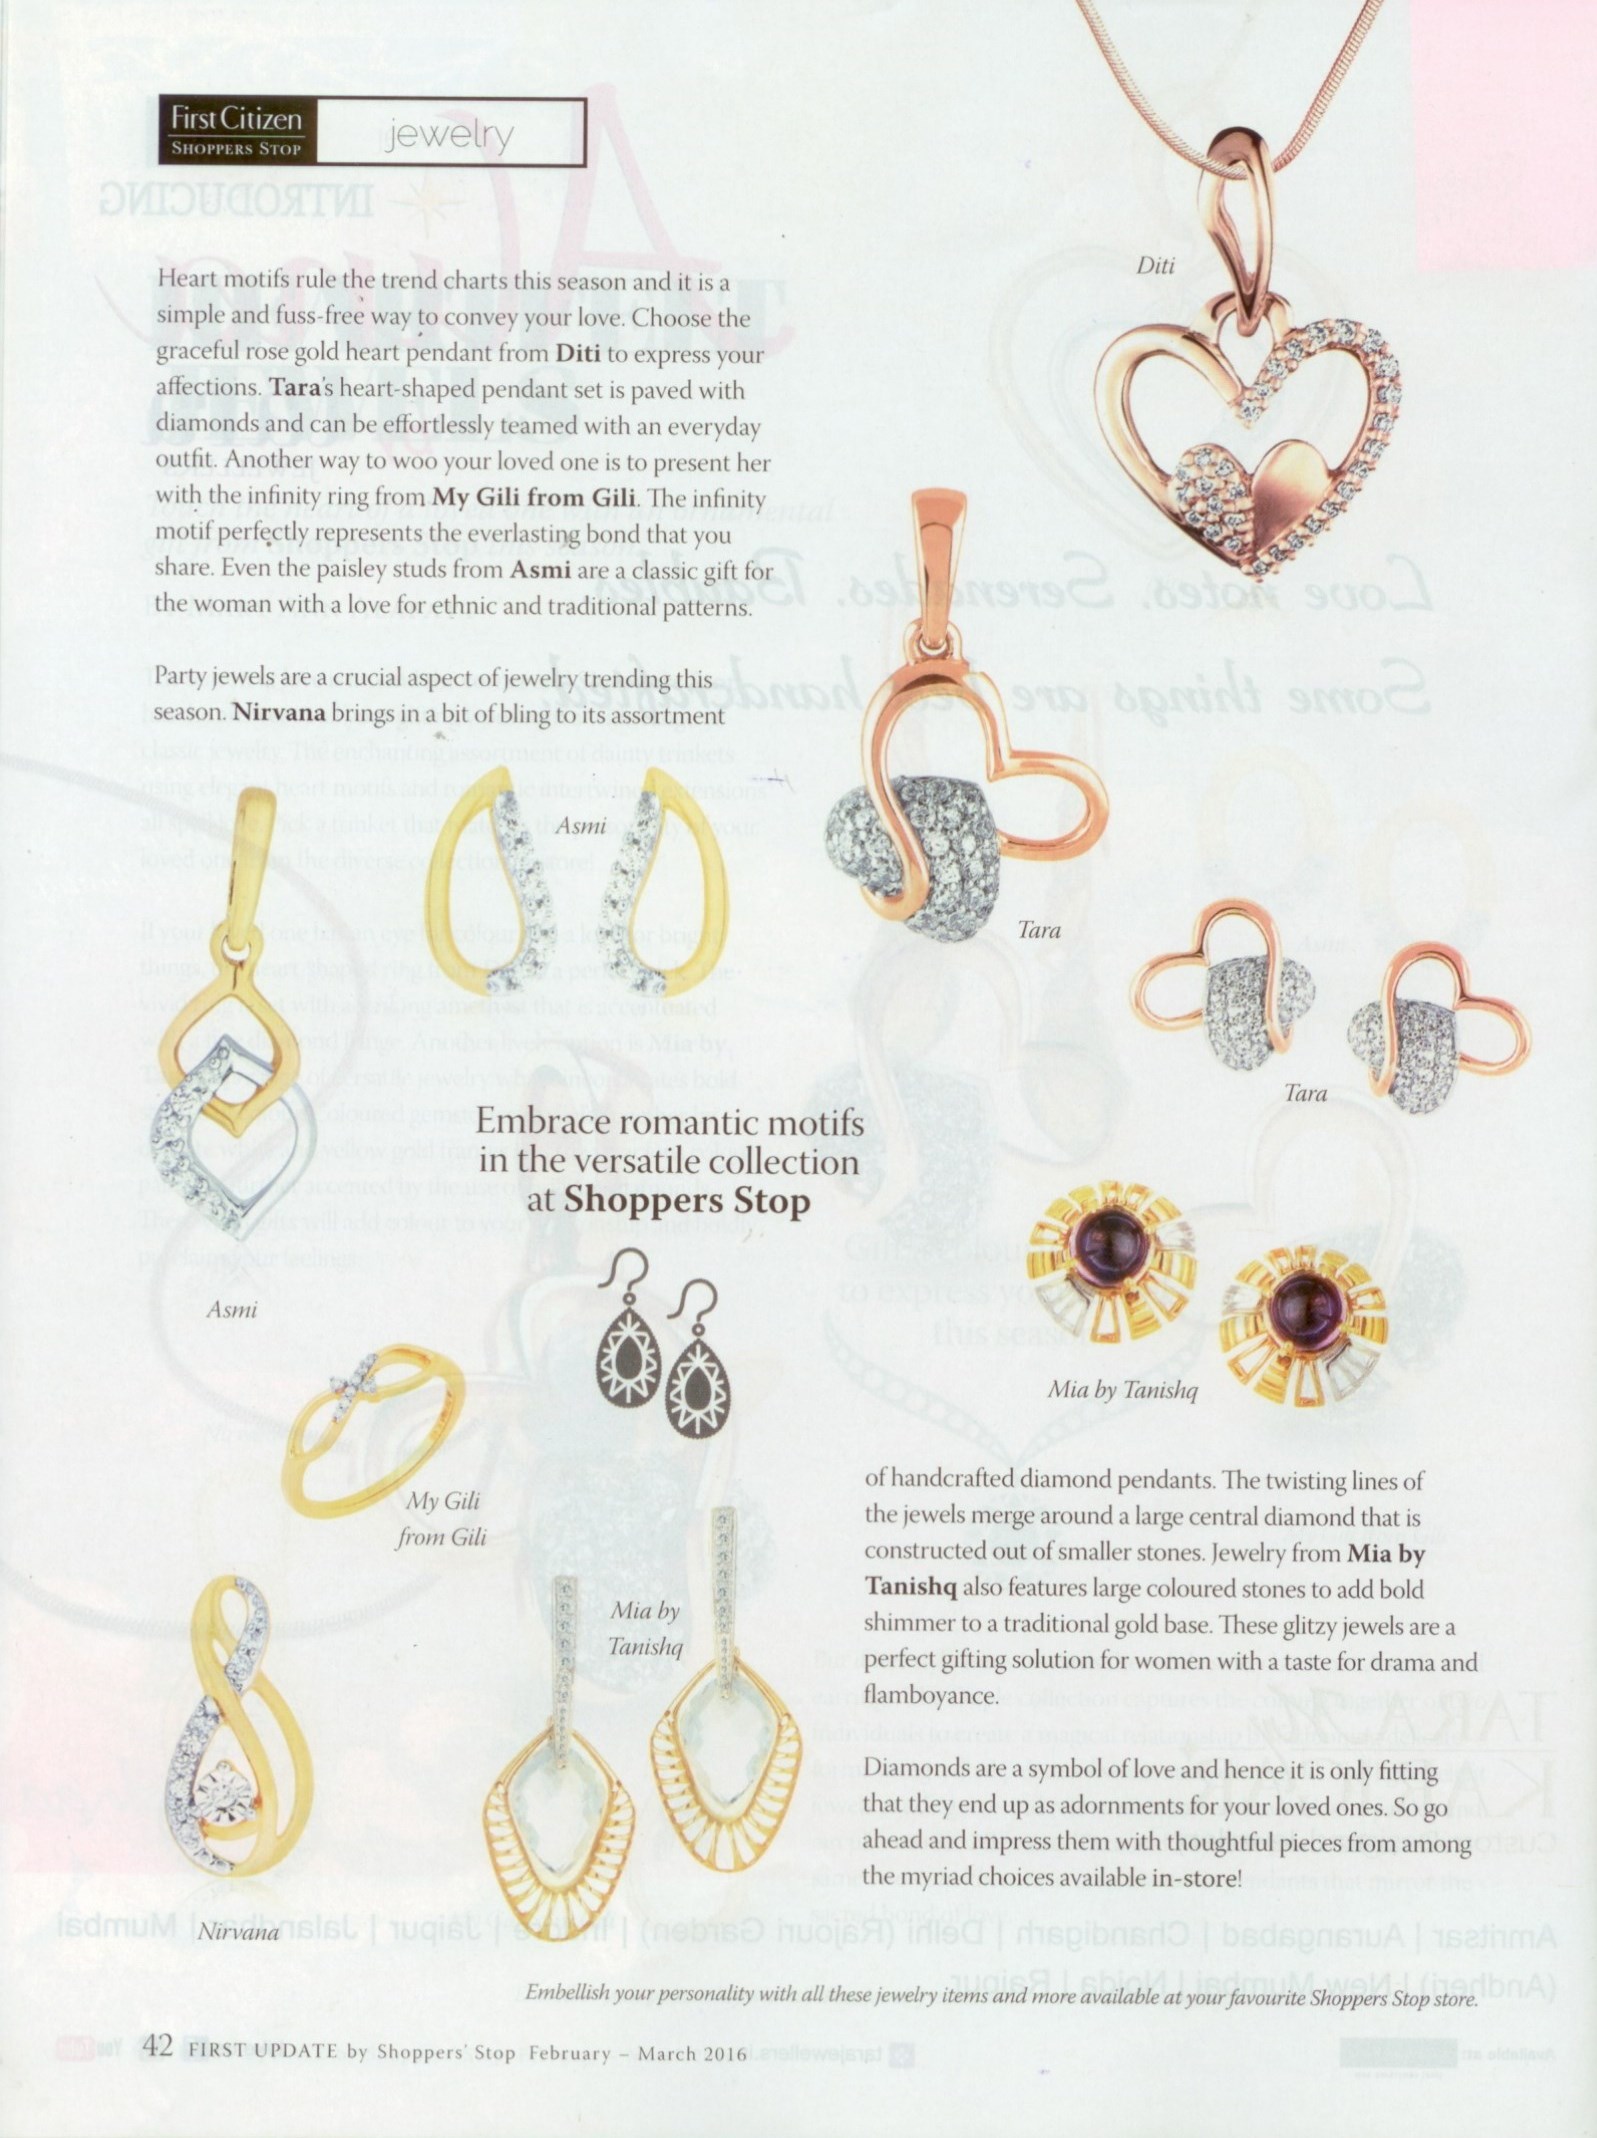 First Citizen
SHOPPERS STOP
jewelry
Diti
Heart motifs rule the trend charts this season and it is a
simple and fuss-free way to convey your love. Choose the
graceful rose gold heart pendant from Diti to express your
affections. Tara's heart-shaped pendant set is paved with
diamonds and can be effortlessly teamed with an everyday
outfit. Another way to woo your loved one is to present her
with the infinity ring from My Gili from Gili. The infinity
motif perfectly represents the everlasting bond that you
share. Even the paisley studs from Asmi are a classic gift for
the woman with a love for ethnic and traditional patterns.
Party jewels are a crucial aspect of jewelry trending this
season. Nirvana brings in a bit of bling to its assortment
Asmi
Tara
Tara
Embrace romantic motifs
in the versatile collection
at Shoppers Stop
Asmi
Mia by Tanishq
My Gili
from Gili
Mia by
Tanishq
Nirvana
of handcrafted diamond pendants. The twisting lines of
the jewels merge around a large central diamond that is
constructed out of smaller stones. Jewelry from Mia by
Tanishq also features large coloured stones to add bold
shimmer to a traditional gold base. These glitzy jewels are a
perfect gifting solution for women with a taste for drama and
flamboyance.
Diamonds are a symbol of love and hence it is only fitting
that they end up as adornments for your loved ones. So go
ahead and impress them with thoughtful pieces from among
the myriad choices available in-store!
Embellish your personality with all these jewelry items and more available at your favourite Shoppers Stop store.
42 FIRST UPDATE by Shoppers' Stop February – March 2016